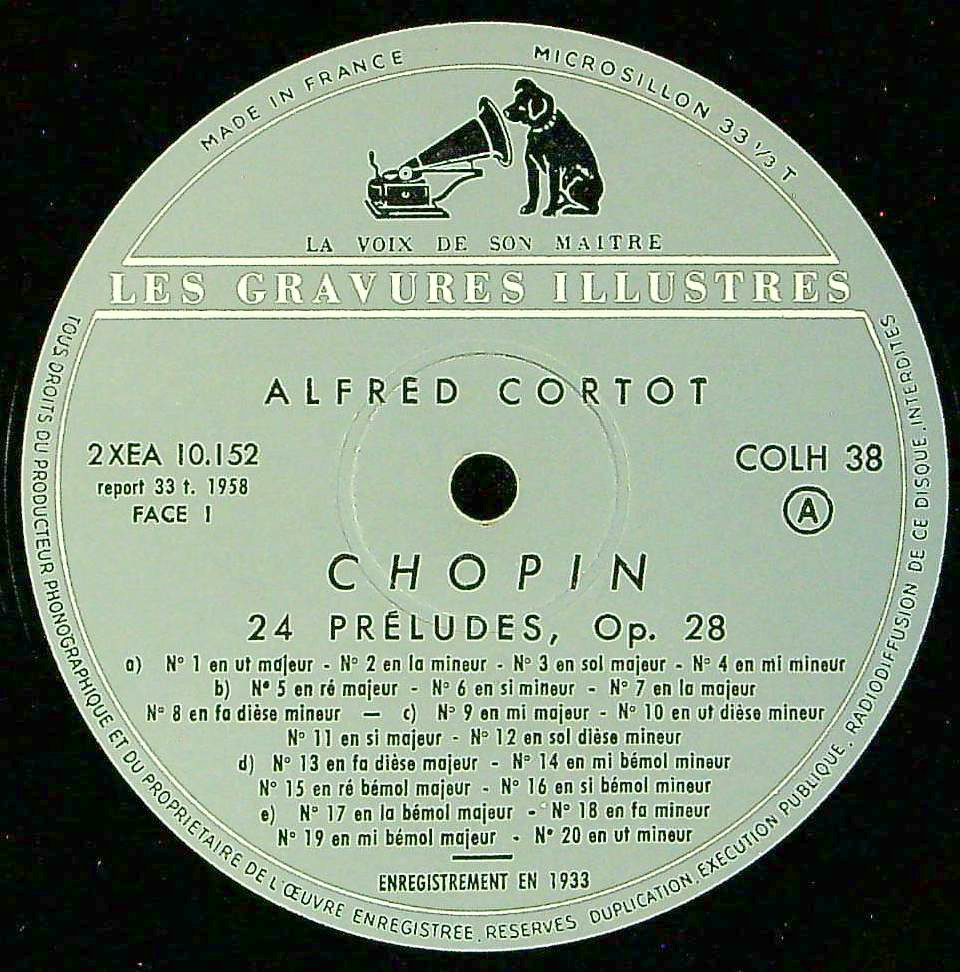 MADE IN FRANCE
MICROSILLON 33 1/3 T
LA VOIX DE SON MAITRE
LES GRAVURES ILLUSTRES
ALFRED CORTOT
2XEA 10.152
report 33 t. 1958
FACE 1
COLH 38
A
CHOPIN
24 PRÉLUDES, Op. 28
a) N° 1 en ut majeur - N° 2 en la mineur - N° 3 en sol majeur - N° 4 en mi mineur
b) N° 5 en ré majeur - N° 6 en si mineur - N° 7 en la majeur
N° 8 en fa dièse mineur — c) N° 9 en mi majeur - N° 10 en ut dièse mineur
N° 11 en si majeur - N° 12 en sol dièse mineur
d) N° 13 en fa dièse majeur - N° 14 en mi bémol mineur
N° 15 en ré bémol majeur - N° 16 en si bémol mineur
e) N° 17 en la bémol majeur - N° 18 en fa mineur
N° 19 en mi bémol majeur - N° 20 en ut mineur
ENREGISTREMENT EN 1933
TOUS DROITS DU PRODUCTEUR PHONOGRAPHIQUE ET DU PROPRIETAIRE DE L'ŒUVRE ENREGISTREE. RESERVES DUPLICATION. EXECUTION PUBLIQUE. RADIODIFFUSION DE CE DISQUE. INTERDITES